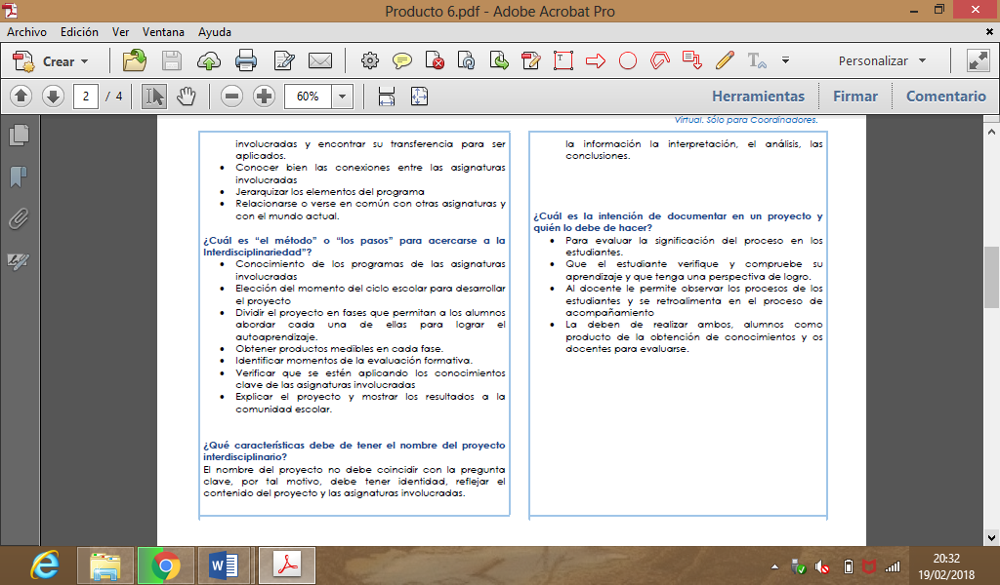 Producto 6.pdf - Adobe Acrobat Pro
Archivo Edición Ver Ventana Ayuda
Crear
Personalizar
2 / 4
60%
Herramientas
Firmar
Comentario
Virtual. Sólo para Coordinadores.
involucradas y encontrar su transferencia para ser
aplicados.
• Conocer bien las conexiones entre las asignaturas
involucradas
• Jerarquizar los elementos del programa
• Relacionarse o verse en común con otras asignaturas y
con el mundo actual.
¿Cuál es “el método” o “los pasos” para acercarse a la
Interdisciplinariedad”?
• Conocimiento de los programas de las asignaturas
involucradas
• Elección del momento del ciclo escolar para desarrollar
el proyecto
• Dividir el proyecto en fases que permitan a los alumnos
abordar cada una de ellas para lograr el
autoaprendizaje.
• Obtener productos medibles en cada fase.
• Identificar momentos de la evaluación formativa.
• Verificar que se estén aplicando los conocimientos
clave de las asignaturas involucradas
• Explicar el proyecto y mostrar los resultados a la
comunidad escolar.
¿Qué características debe de tener el nombre del proyecto
interdisciplinario?
El nombre del proyecto no debe coincidir con la pregunta
clave, por tal motivo, debe tener identidad, reflejar el
contenido del proyecto y las asignaturas involucradas.
la información la interpretación, el análisis, las
conclusiones.
¿Cuál es la intención de documentar en un proyecto y
quién lo debe de hacer?
• Para evaluar la significación del proceso en los
estudiantes.
• Que el estudiante verifique y compruebe su
aprendizaje y que tenga una perspectiva de logro.
• Al docente le permite observar los procesos de los
estudiantes y se retroalimenta en el proceso de
acompañamiento
• La deben de realizar ambos, alumnos como
producto de la obtención de conocimientos y os
docentes para evaluarse.
20:32
19/02/2018